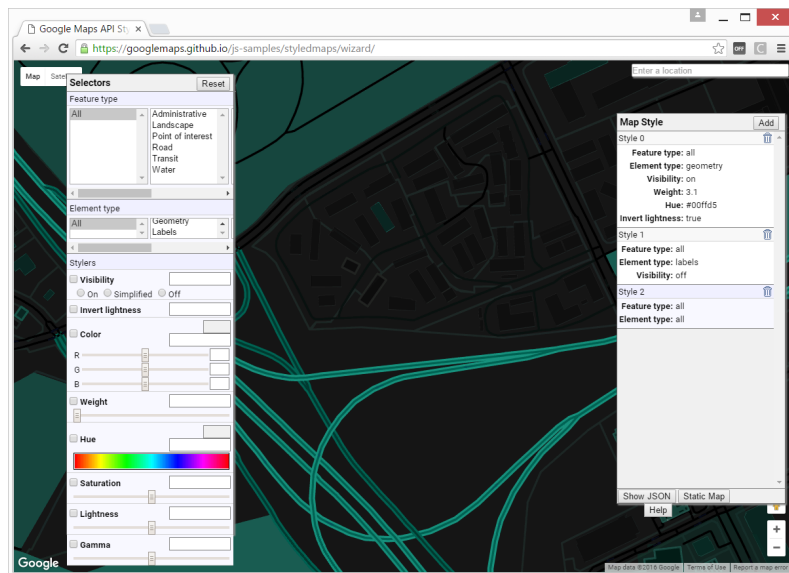 Google Maps API Sty
https://googlemaps.github.io/js-samples/styledmaps/wizard/
OFF
C
Map Satel
Enter a location
Selectors Reset
Feature type
All
Administrative
Landscape
Point of interest
Road
Transit
Water
Element type
All
Geometry
Labels
Stylers
Visibility
On Simplified Off
Invert lightness
Color
R
G
B
Weight
Hue
Saturation
Lightness
Gamma
Map Style Add
Style 0
Feature type: all
Element type: geometry
Visibility: on
Weight: 3.1
Hue: #00ffd5
Invert lightness: true
Style 1
Feature type: all
Element type: labels
Visibility: off
Style 2
Feature type: all
Element type: all
Show JSON Static Map
Help
+
−
Google
Map data ©2016 Google Terms of Use Report a map error